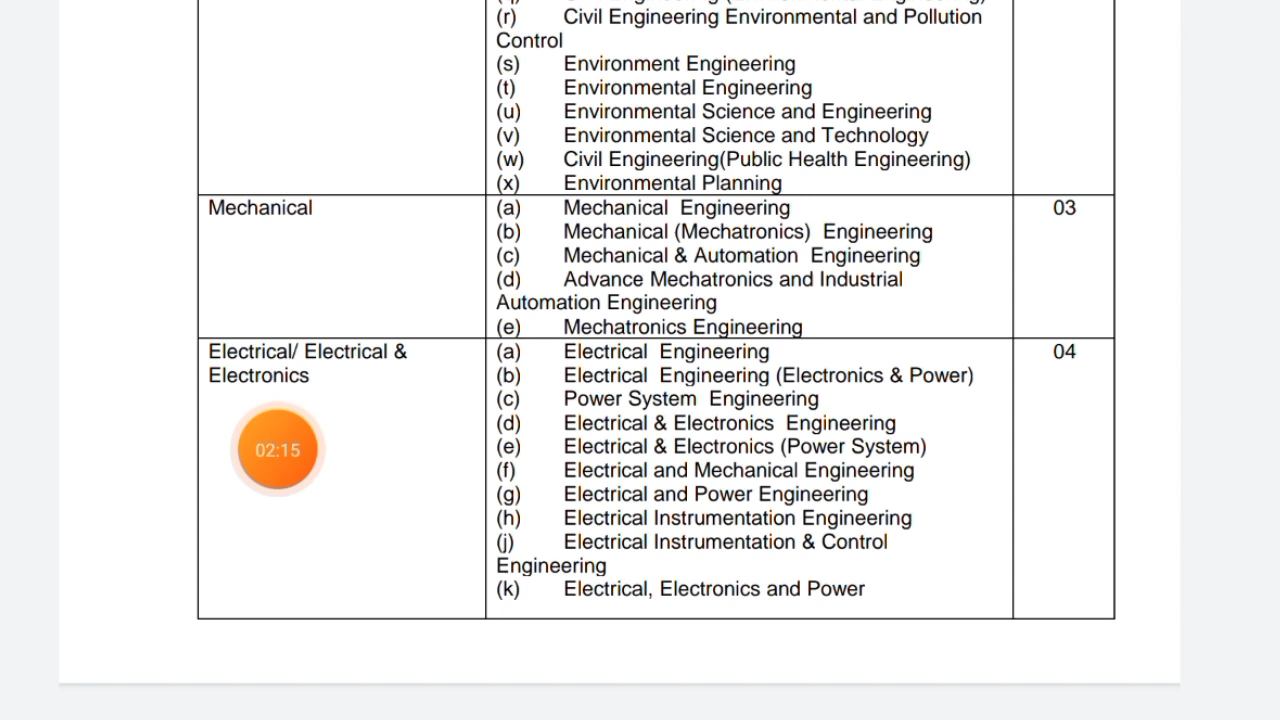 (r) Civil Engineering Environmental and Pollution
Control
(s) Environment Engineering
(t) Environmental Engineering
(u) Environmental Science and Engineering
(v) Environmental Science and Technology
(w) Civil Engineering(Public Health Engineering)
(x) Environmental Planning
Mechanical
(a) Mechanical Engineering
(b) Mechanical (Mechatronics) Engineering
(c) Mechanical & Automation Engineering
(d) Advance Mechatronics and Industrial
Automation Engineering
(e) Mechatronics Engineering
03
Electrical/ Electrical &
Electronics
02:15
(a) Electrical Engineering
(b) Electrical Engineering (Electronics & Power)
(c) Power System Engineering
(d) Electrical & Electronics Engineering
(e) Electrical & Electronics (Power System)
(f) Electrical and Mechanical Engineering
(g) Electrical and Power Engineering
(h) Electrical Instrumentation Engineering
(j) Electrical Instrumentation & Control
Engineering
(k) Electrical, Electronics and Power
04